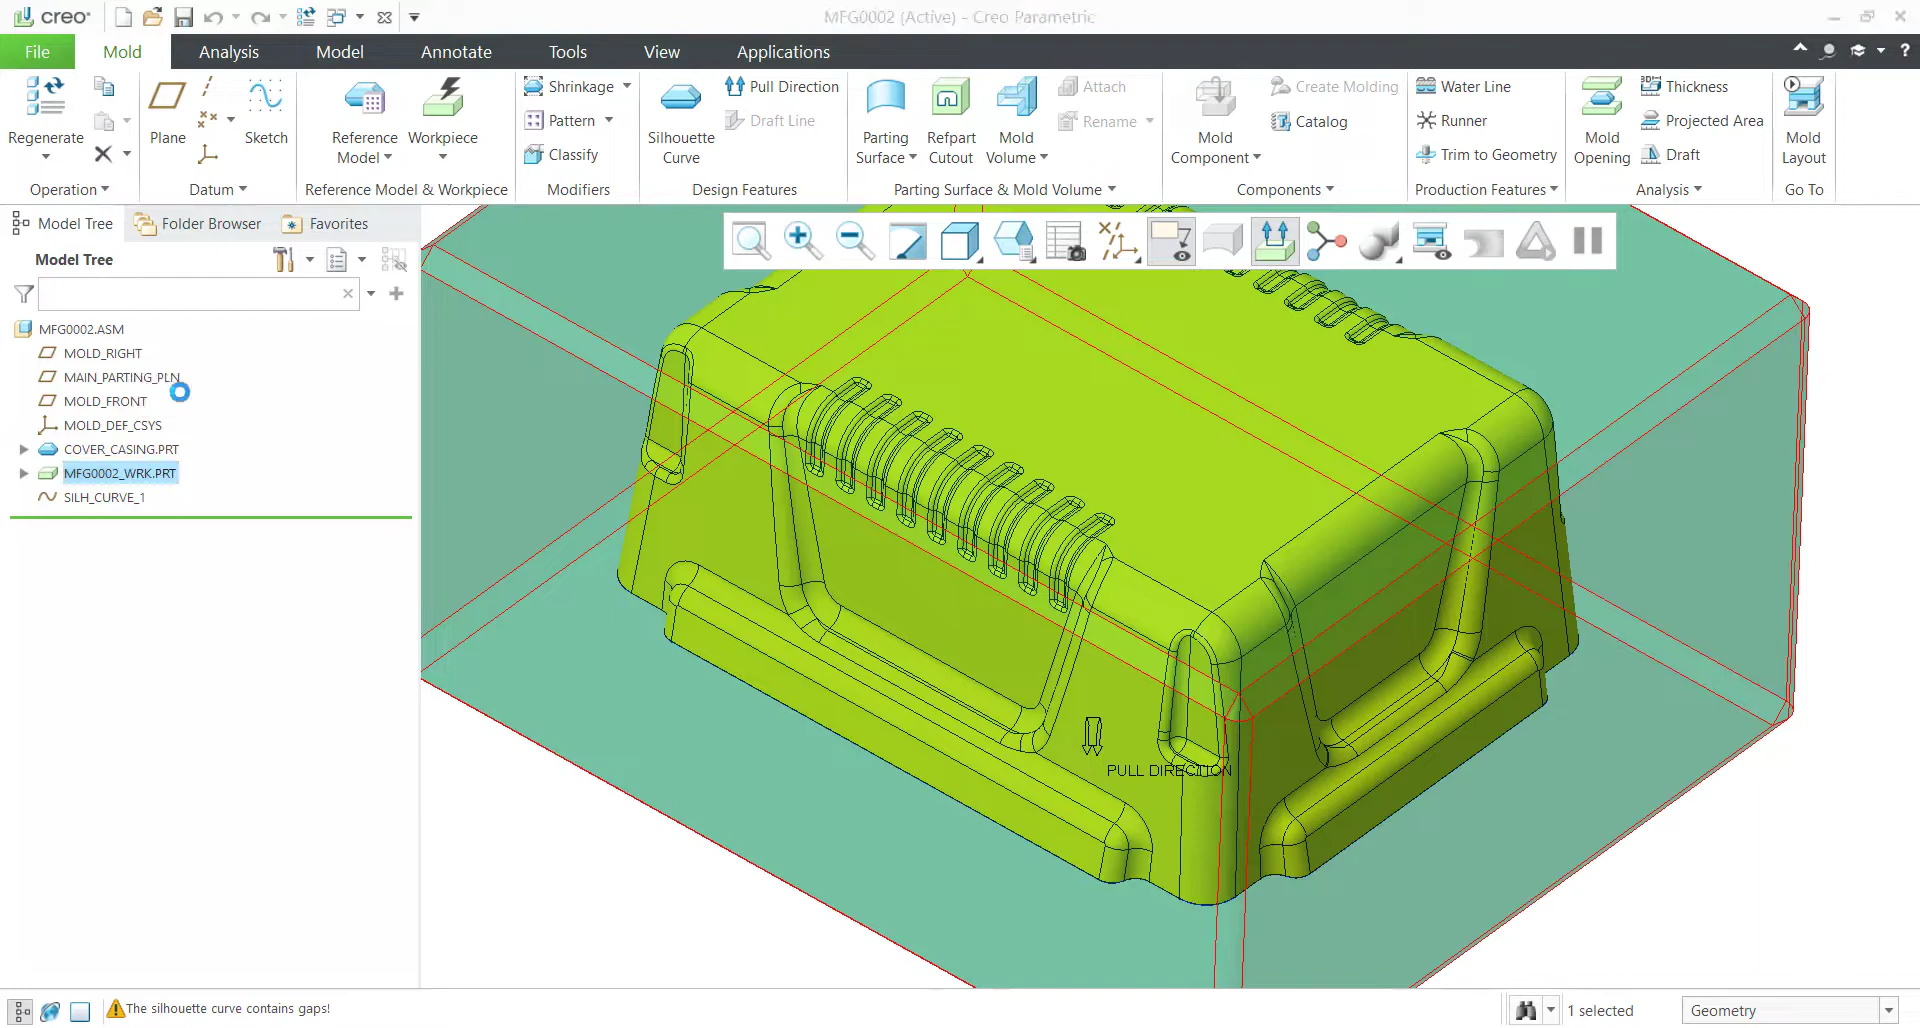 creo
MFG0002 (Active) - Creo Parametric
File
Mold
Analysis
Model
Annotate
Tools
View
Applications
Regenerate
Operation
Plane
Sketch
Datum
Reference
Model
Workpiece
Reference Model & Workpiece
Shrinkage
Pattern
Classify
Modifiers
Silhouette
Curve
Pull Direction
Draft Line
Design Features
Parting
Surface
Refpart
Cutout
Mold
Volume
Attach
Rename
Parting Surface & Mold Volume
Mold
Component
Create Molding
Catalog
Components
Water Line
Runner
Trim to Geometry
Production Features
Mold
Opening
Thickness
Projected Area
Draft
Analysis
Mold
Layout
Go To
Model Tree
Folder Browser
Favorites
Model Tree
MFG0002.ASM
MOLD_RIGHT
MAIN_PARTING_PLN
MOLD_FRONT
MOLD_DEF_CSYS
COVER_CASING.PRT
MFG0002_WRK.PRT
SILH_CURVE_1
PULL DIRECTION
The silhouette curve contains gaps!
1 selected
Geometry